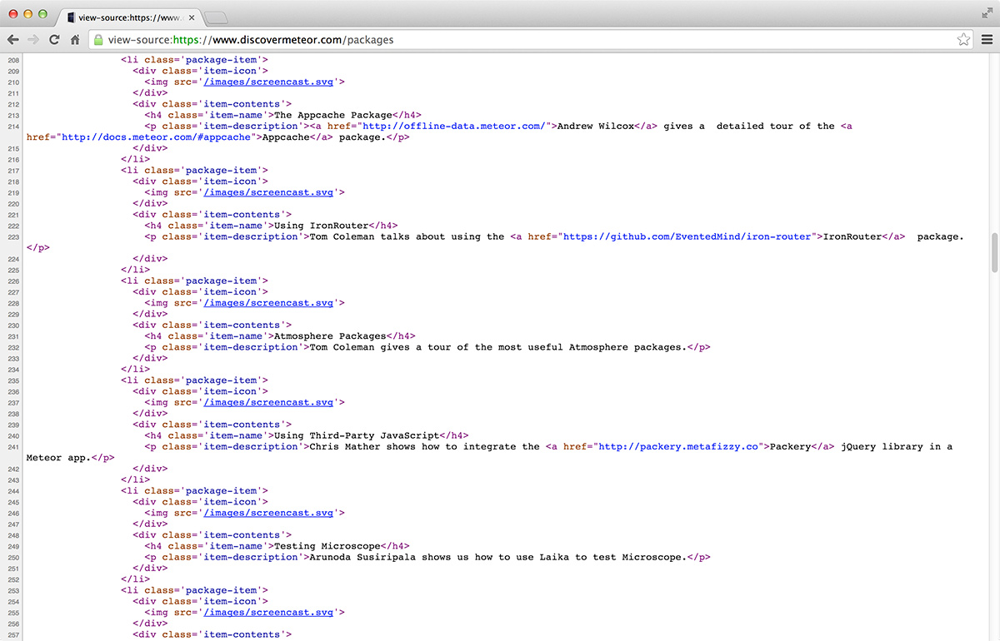 view-source:https://www.
view-source:https://www.discovermeteor.com/packages
208 <li class='package-item'>
209 <div class='item-icon'>
210 <img src='/images/screencast.svg'>
211 </div>
212 <div class='item-contents'>
213 <h4 class='item-name'>The Appcache Package</h4>
214 <p class='item-description'><a href="http://offline-data.meteor.com/">Andrew Wilcox</a> gives a  detailed tour of the <a
href="http://docs.meteor.com/#appcache">Appcache</a> package.</p>
215 </div>
216 </li>
217 <li class='package-item'>
218 <div class='item-icon'>
219 <img src='/images/screencast.svg'>
220 </div>
221 <div class='item-contents'>
222 <h4 class='item-name'>Using IronRouter</h4>
223 <p class='item-description'>Tom Coleman talks about using the <a href="https://github.com/EventedMind/iron-router">IronRouter</a>  package.
</p>
224 </div>
225 </li>
226 <li class='package-item'>
227 <div class='item-icon'>
228 <img src='/images/screencast.svg'>
229 </div>
230 <div class='item-contents'>
231 <h4 class='item-name'>Atmosphere Packages</h4>
232 <p class='item-description'>Tom Coleman gives a tour of the most useful Atmosphere packages.</p>
233 </div>
234 </li>
235 <li class='package-item'>
236 <div class='item-icon'>
237 <img src='/images/screencast.svg'>
238 </div>
239 <div class='item-contents'>
240 <h4 class='item-name'>Using Third-Party JavaScript</h4>
241 <p class='item-description'>Chris Mather shows how to integrate the <a href="http://packery.metafizzy.co">Packery</a> jQuery library in a
Meteor app.</p>
242 </div>
243 </li>
244 <li class='package-item'>
245 <div class='item-icon'>
246 <img src='/images/screencast.svg'>
247 </div>
248 <div class='item-contents'>
249 <h4 class='item-name'>Testing Microscope</h4>
250 <p class='item-description'>Arunoda Susiripala shows us how to use Laika to test Microscope.</p>
251 </div>
252 </li>
253 <li class='package-item'>
254 <div class='item-icon'>
255 <img src='/images/screencast.svg'>
256 </div>
257 <div class='item-contents'>